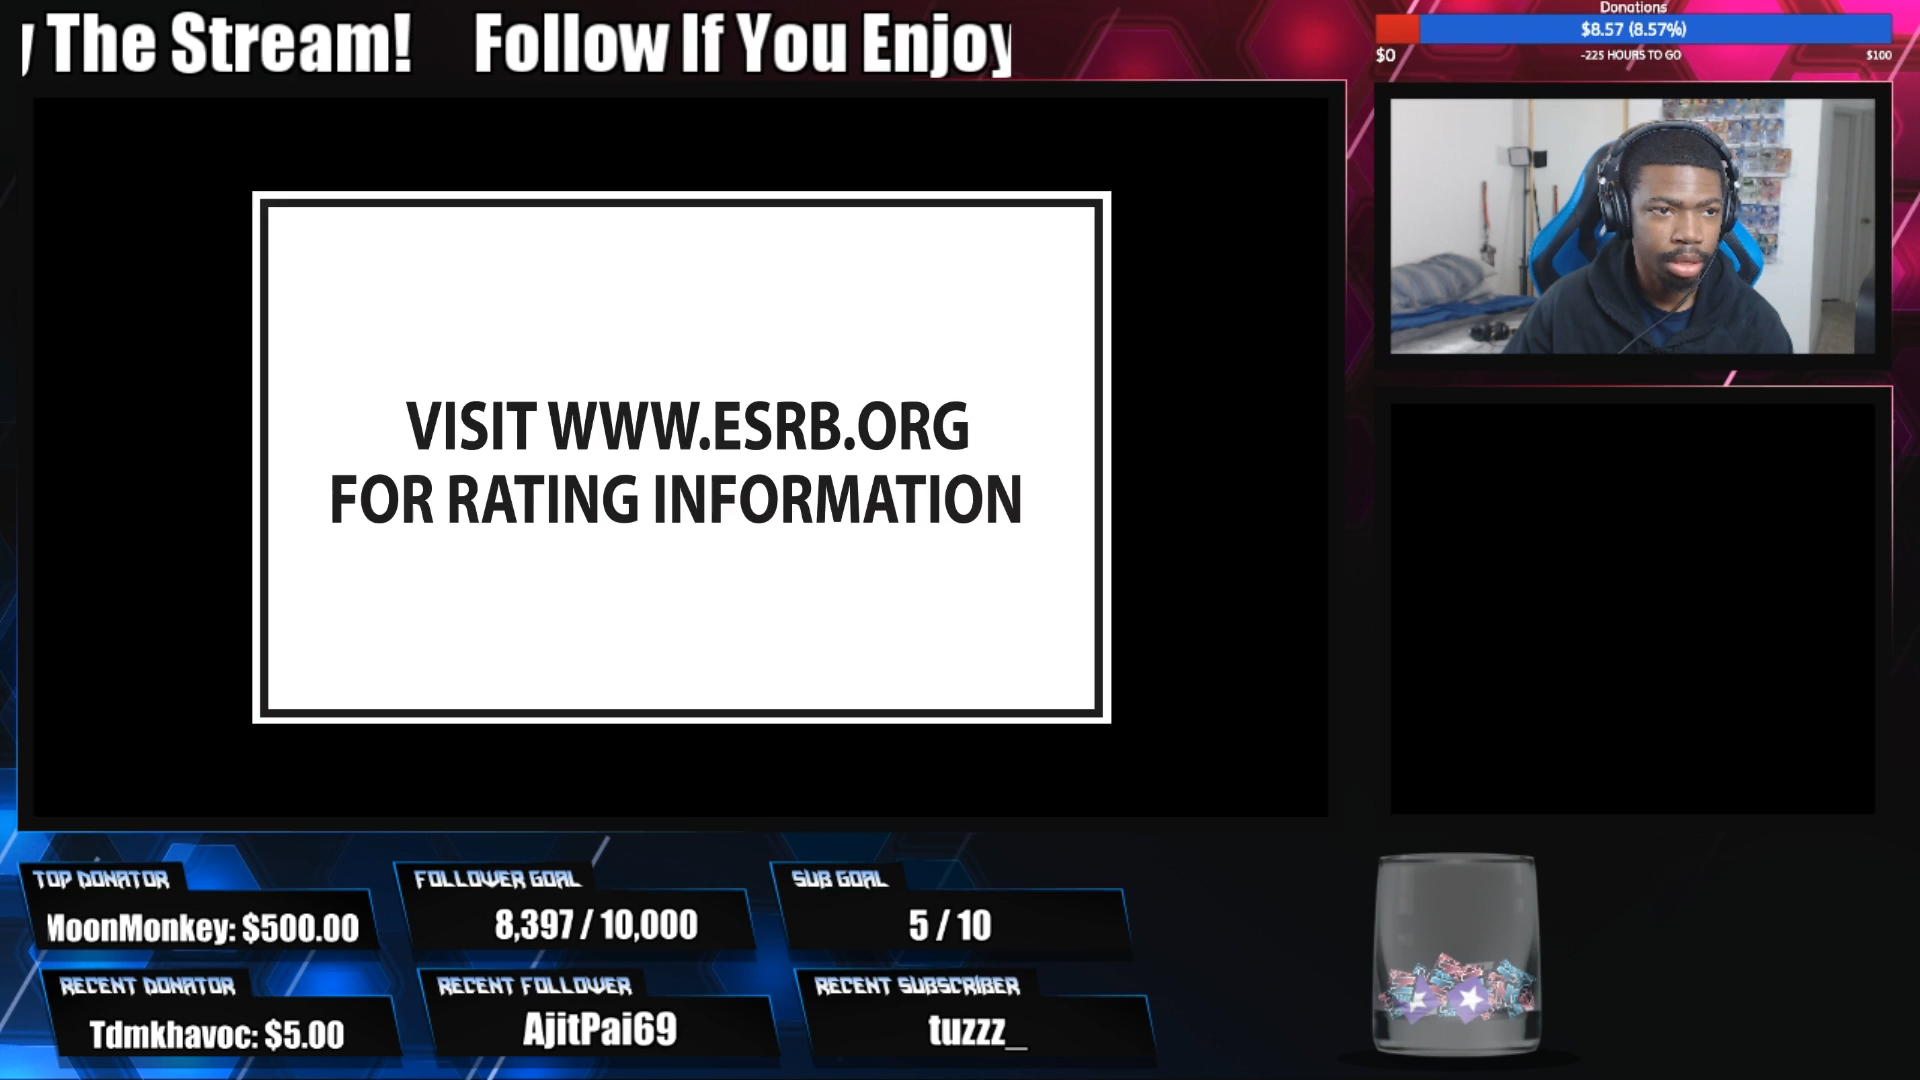 The Stream! Follow If You Enjoy
Donations
$8.57 (8.57%)
$0 -225 HOURS TO GO $100
VISIT WWW.ESRB.ORG
FOR RATING INFORMATION
TOP DONATOR
MoonMonkey: $500.00
FOLLOWER GOAL
8,397 / 10,000
SUB GOAL
5 / 10
RECENT DONATOR
Tdmkhavoc: $5.00
RECENT FOLLOWER
AjitPai69
RECENT SUBSCRIBER
tuzzz_